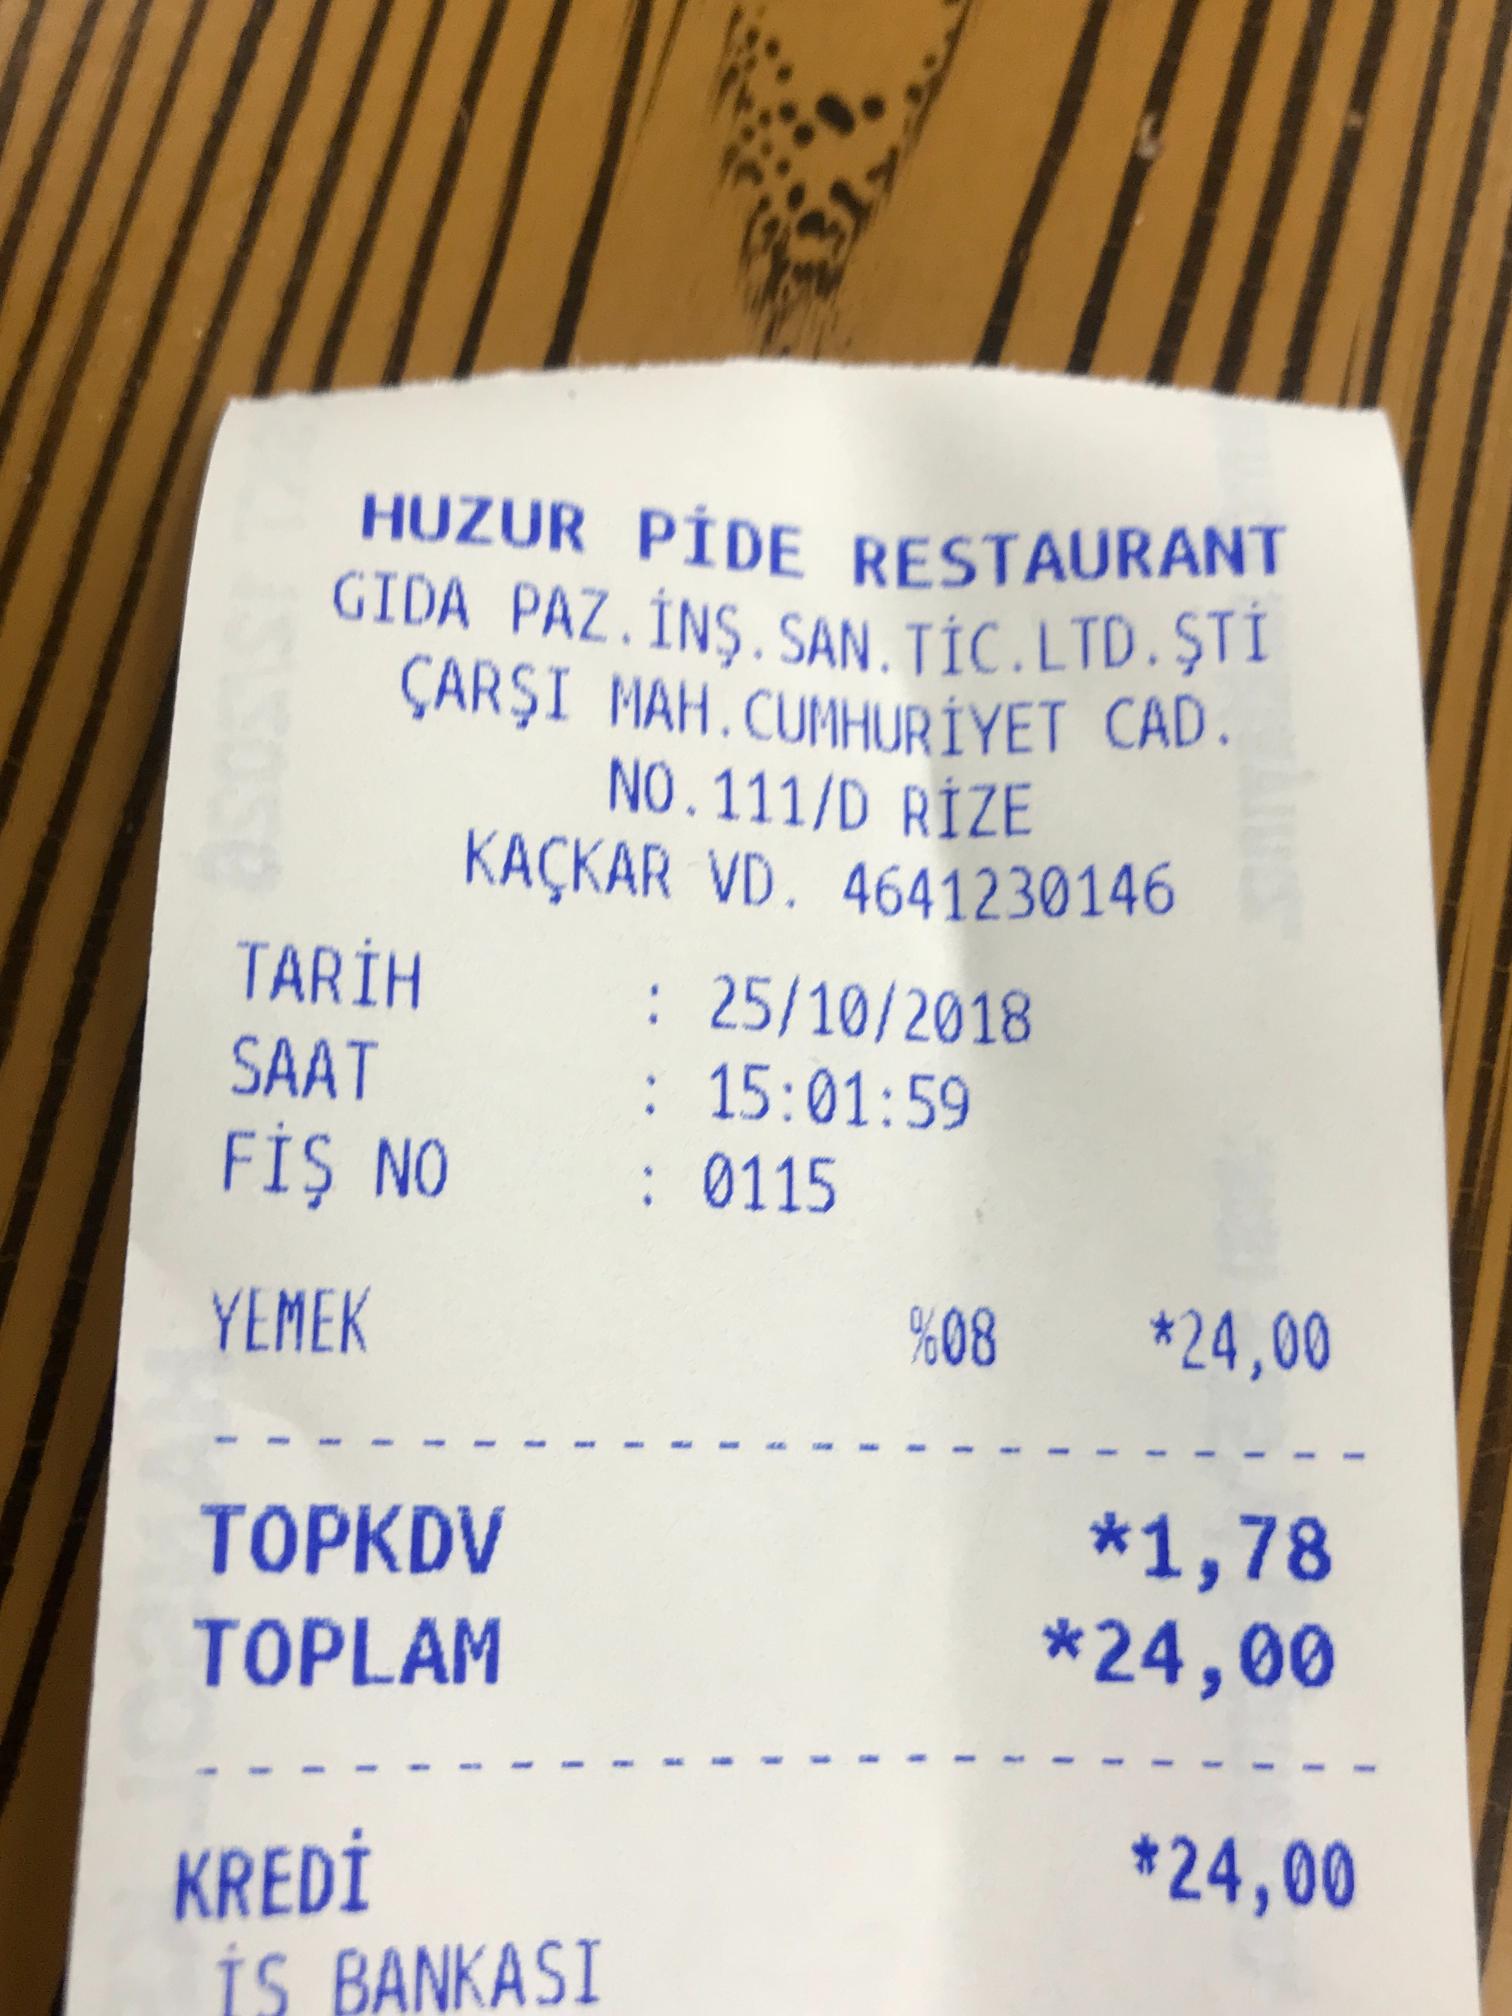 HUZUR PİDE RESTAURANT
GIDA PAZ.İNŞ.SAN.TİC.LTD.ŞTİ
ÇARŞI MAH.CUMHURİYET CAD.
NO.111/D RİZE
KAÇKAR VD. 4641230146
TARİH : 25/10/2018
SAAT : 15:01:59
FİŞ NO : 0115
YEMEK %08 *24,00
TOPKDV *1,78
TOPLAM *24,00
KREDİ *24,00
İŞ BANKASI